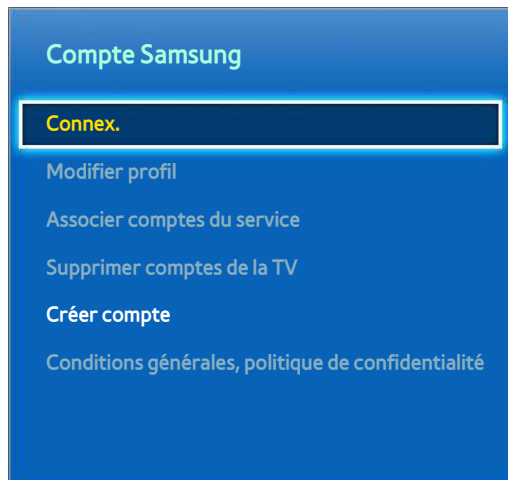 Compte Samsung
Connex.
Modifier profil
Associer comptes du service
Supprimer comptes de la TV
Créer compte
Conditions générales, politique de confidentialité